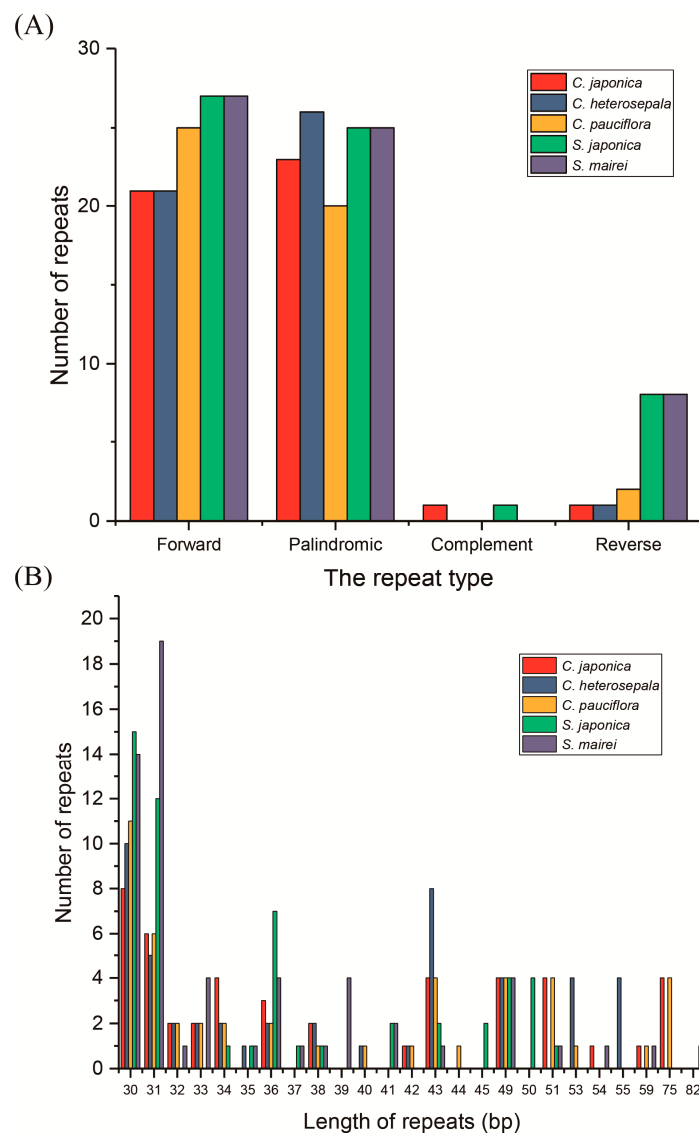 (A)
30
20
10
0
Number of repeats
C. japonica
C. heterosepala
C. pauciflora
S. japonica
S. mairei
Forward Palindromic Complement Reverse
The repeat type
(B)
20
18
16
14
12
10
8
6
4
2
0
Number of repeats
C. japonica
C. heterosepala
C. pauciflora
S. japonica
S. mairei
30 31 32 33 34 35 36 37 38 39 40 41 42 43 44 45 49 50 51 53 54 55 59 75 82
Length of repeats (bp)